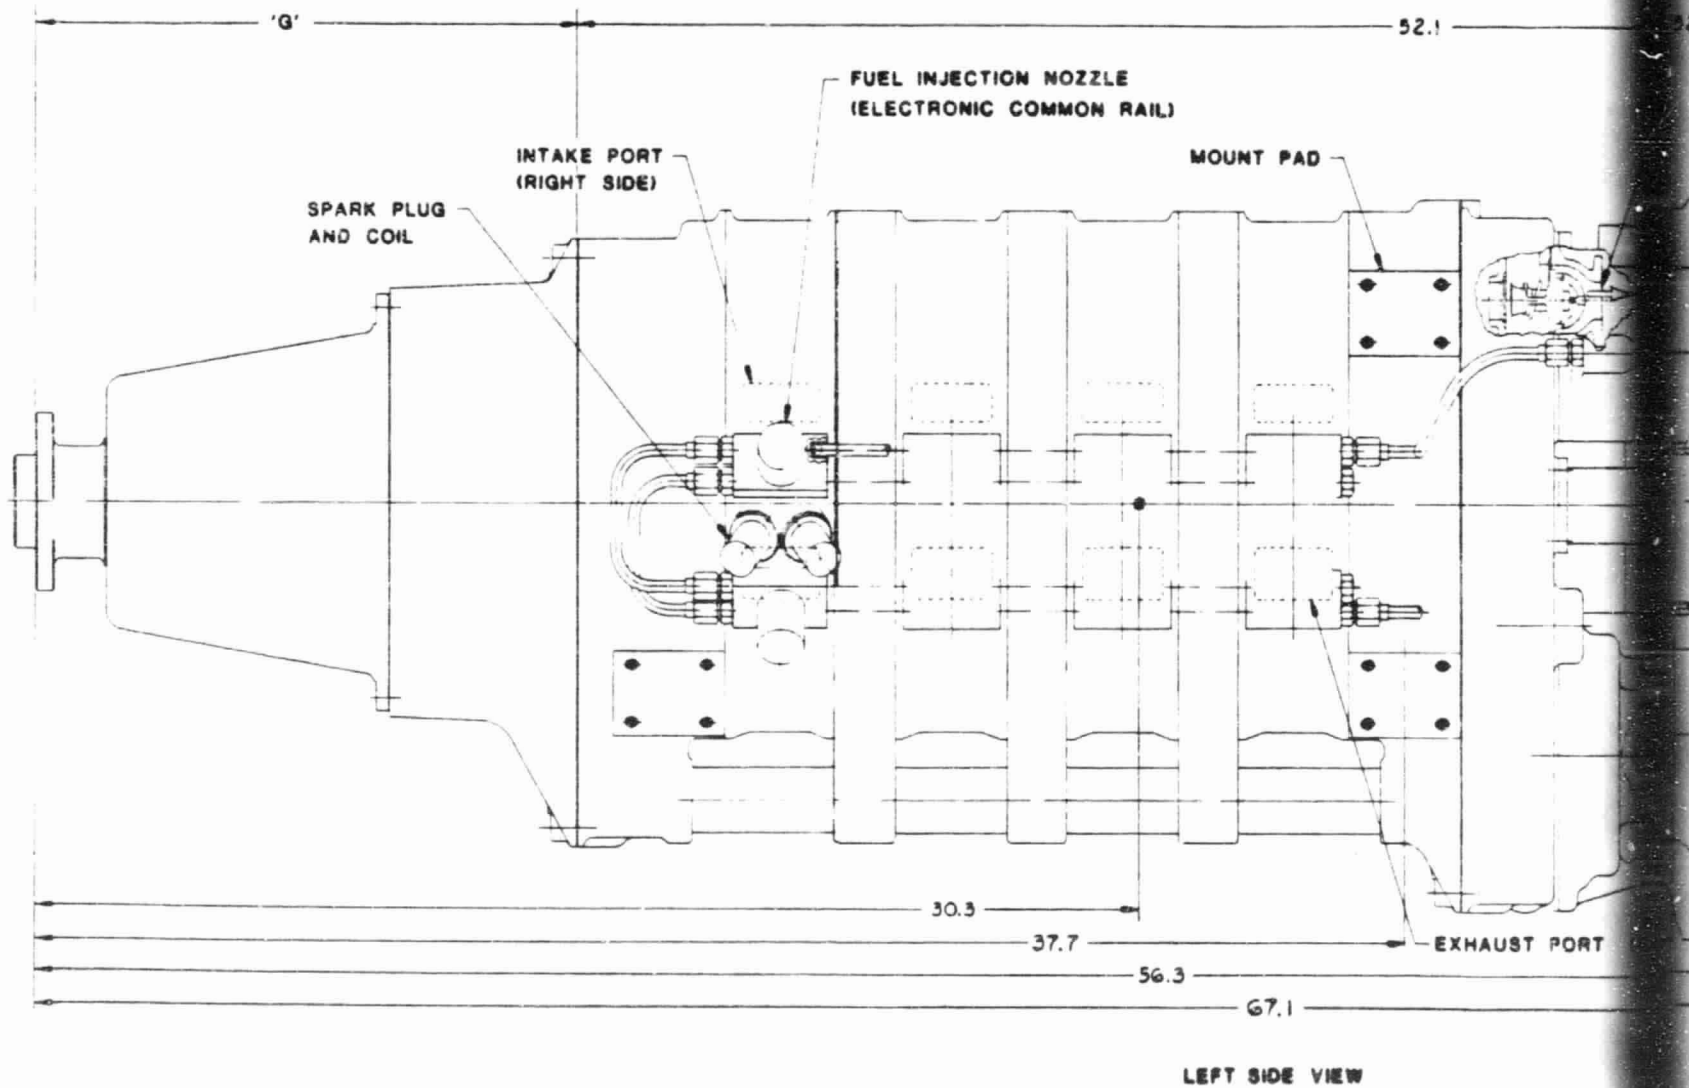 'G'
52.1
FUEL INJECTION NOZZLE
(ELECTRONIC COMMON RAIL)
INTAKE PORT
(RIGHT SIDE)
MOUNT PAD
SPARK PLUG
AND COIL
30.3
37.7
EXHAUST PORT
56.3
67.1
LEFT SIDE VIEW